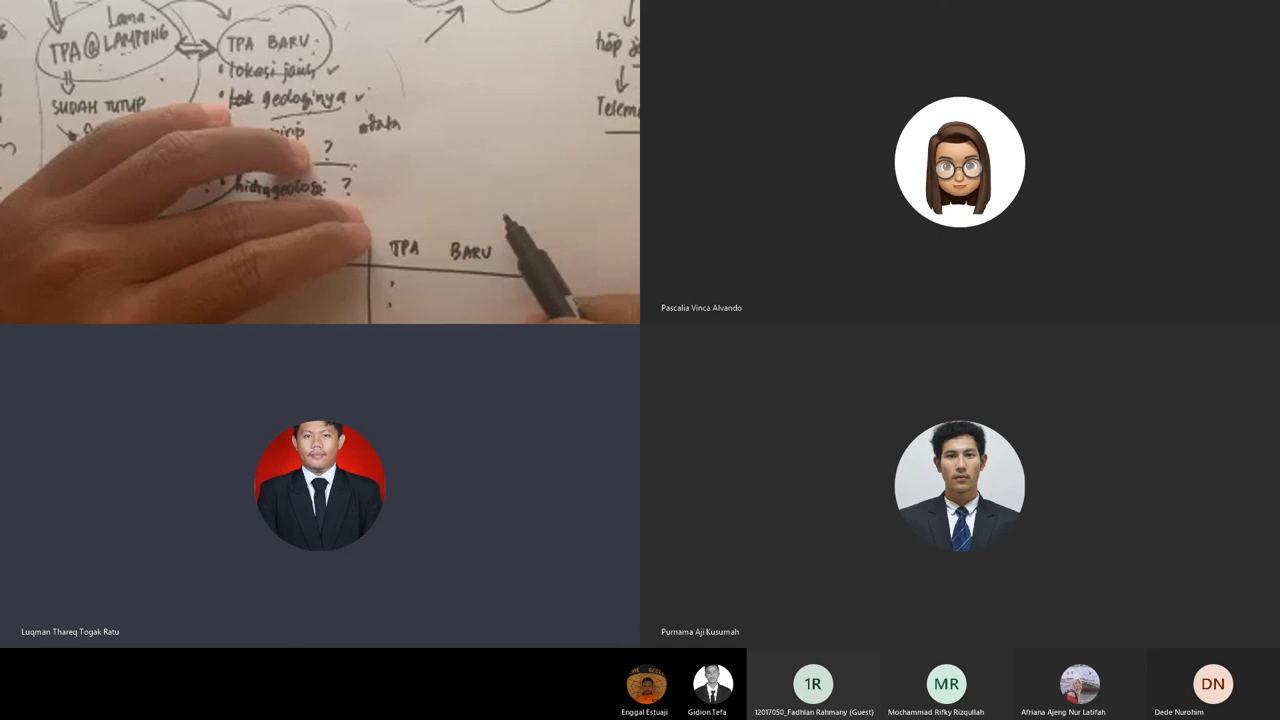 Lama
TPA @ LAMPUNG
TPA BARU
• lokasi jauh ✓
• geologinya ✓
SUDAH TUTUP
?
data
• hidrogeologi ?
TPA BARU
Pascalia Vinca Alvando
Luqman Thareq Togak Ratu
Purnama Aji Kusumah
GE
Enggal Estuaji
Gidion Tefa
1R
12017050_Fadhlan Rahmany (Guest)
MR
Mochammad Rifky Rizqullah
Afriana Ajeng Nur Latifah
DN
Dede Nurohim